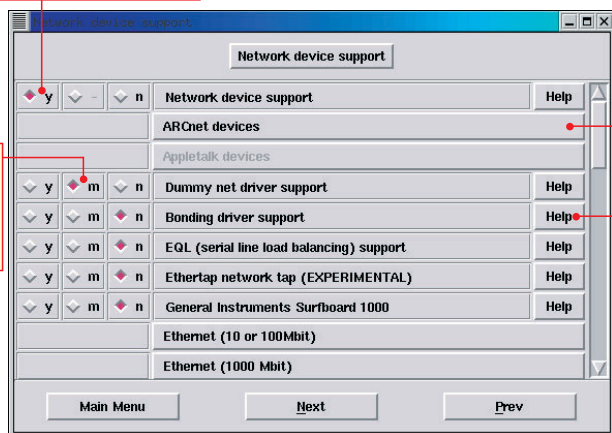 Network device support
Network device support
y - n Network device support Help
ARCnet devices
Appletalk devices
y m n Dummy net driver support Help
y m n Bonding driver support Help
y m n EQL (serial line load balancing) support Help
y m n Ethertap network tap (EXPERIMENTAL) Help
y m n General Instruments Surfboard 1000 Help
Ethernet (10 or 100Mbit)
Ethernet (1000 Mbit)
Main Menu Next Prev